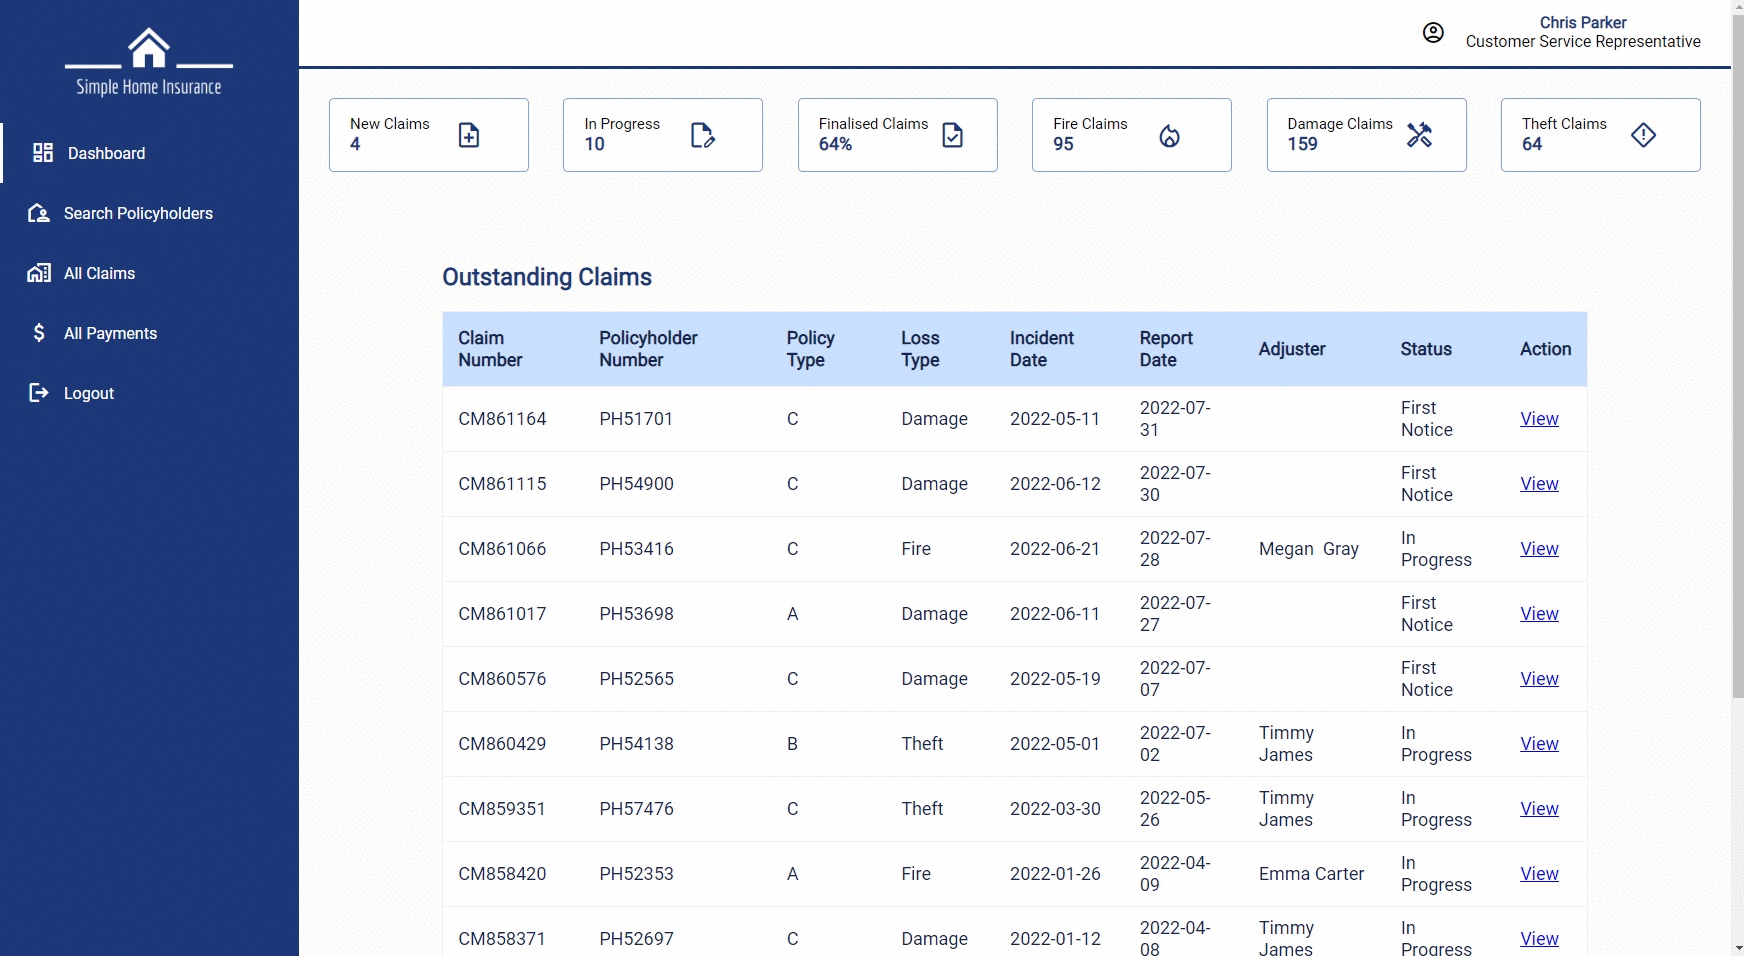 Simple Home Insurance
Dashboard
Search Policyholders
All Claims
$ All Payments
Logout
Chris Parker
Customer Service Representative
New Claims
4
In Progress
10
Finalised Claims
64%
Fire Claims
95
Damage Claims
159
Theft Claims
64
Outstanding Claims
Claim Number Policyholder Number Policy Type Loss Type Incident Date Report Date Adjuster Status Action
CM861164 PH51701 C Damage 2022-05-11 2022-07-31 First Notice View
CM861115 PH54900 C Damage 2022-06-12 2022-07-30 First Notice View
CM861066 PH53416 C Fire 2022-06-21 2022-07-28 Megan Gray In Progress View
CM861017 PH53698 A Damage 2022-06-11 2022-07-27 First Notice View
CM860576 PH52565 C Damage 2022-05-19 2022-07-07 First Notice View
CM860429 PH54138 B Theft 2022-05-01 2022-07-02 Timmy James In Progress View
CM859351 PH57476 C Theft 2022-03-30 2022-05-26 Timmy James In Progress View
CM858420 PH52353 A Fire 2022-01-26 2022-04-09 Emma Carter In Progress View
CM858371 PH52697 C Damage 2022-01-12 2022-04-08 Timmy James In Progress View